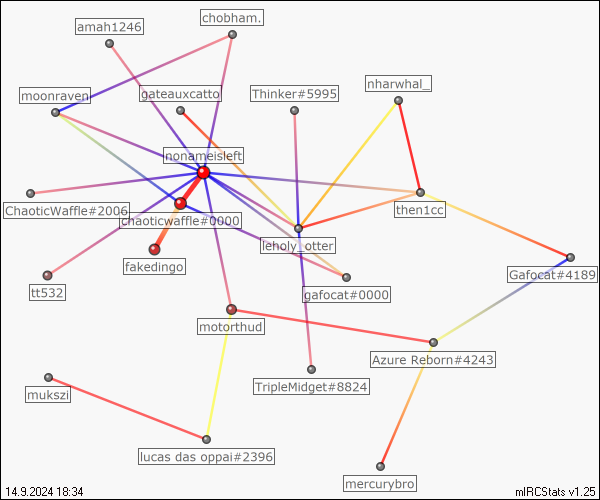 chobham.
amah1246
nharwhal_
moonraven
gateauxcatto
Thinker#5995
nonameisleft
ChaoticWaffle#2006
chaoticwaffle#0000
then1cc
leholy_otter
fakedingo
Gafocat#4189
tt532
gafocat#0000
motorthud
Azure Reborn#4243
mukszi
TripleMidget#8824
lucas das oppai#2396
mercurybro
14.9.2024 18:34
mIRCStats v1.25